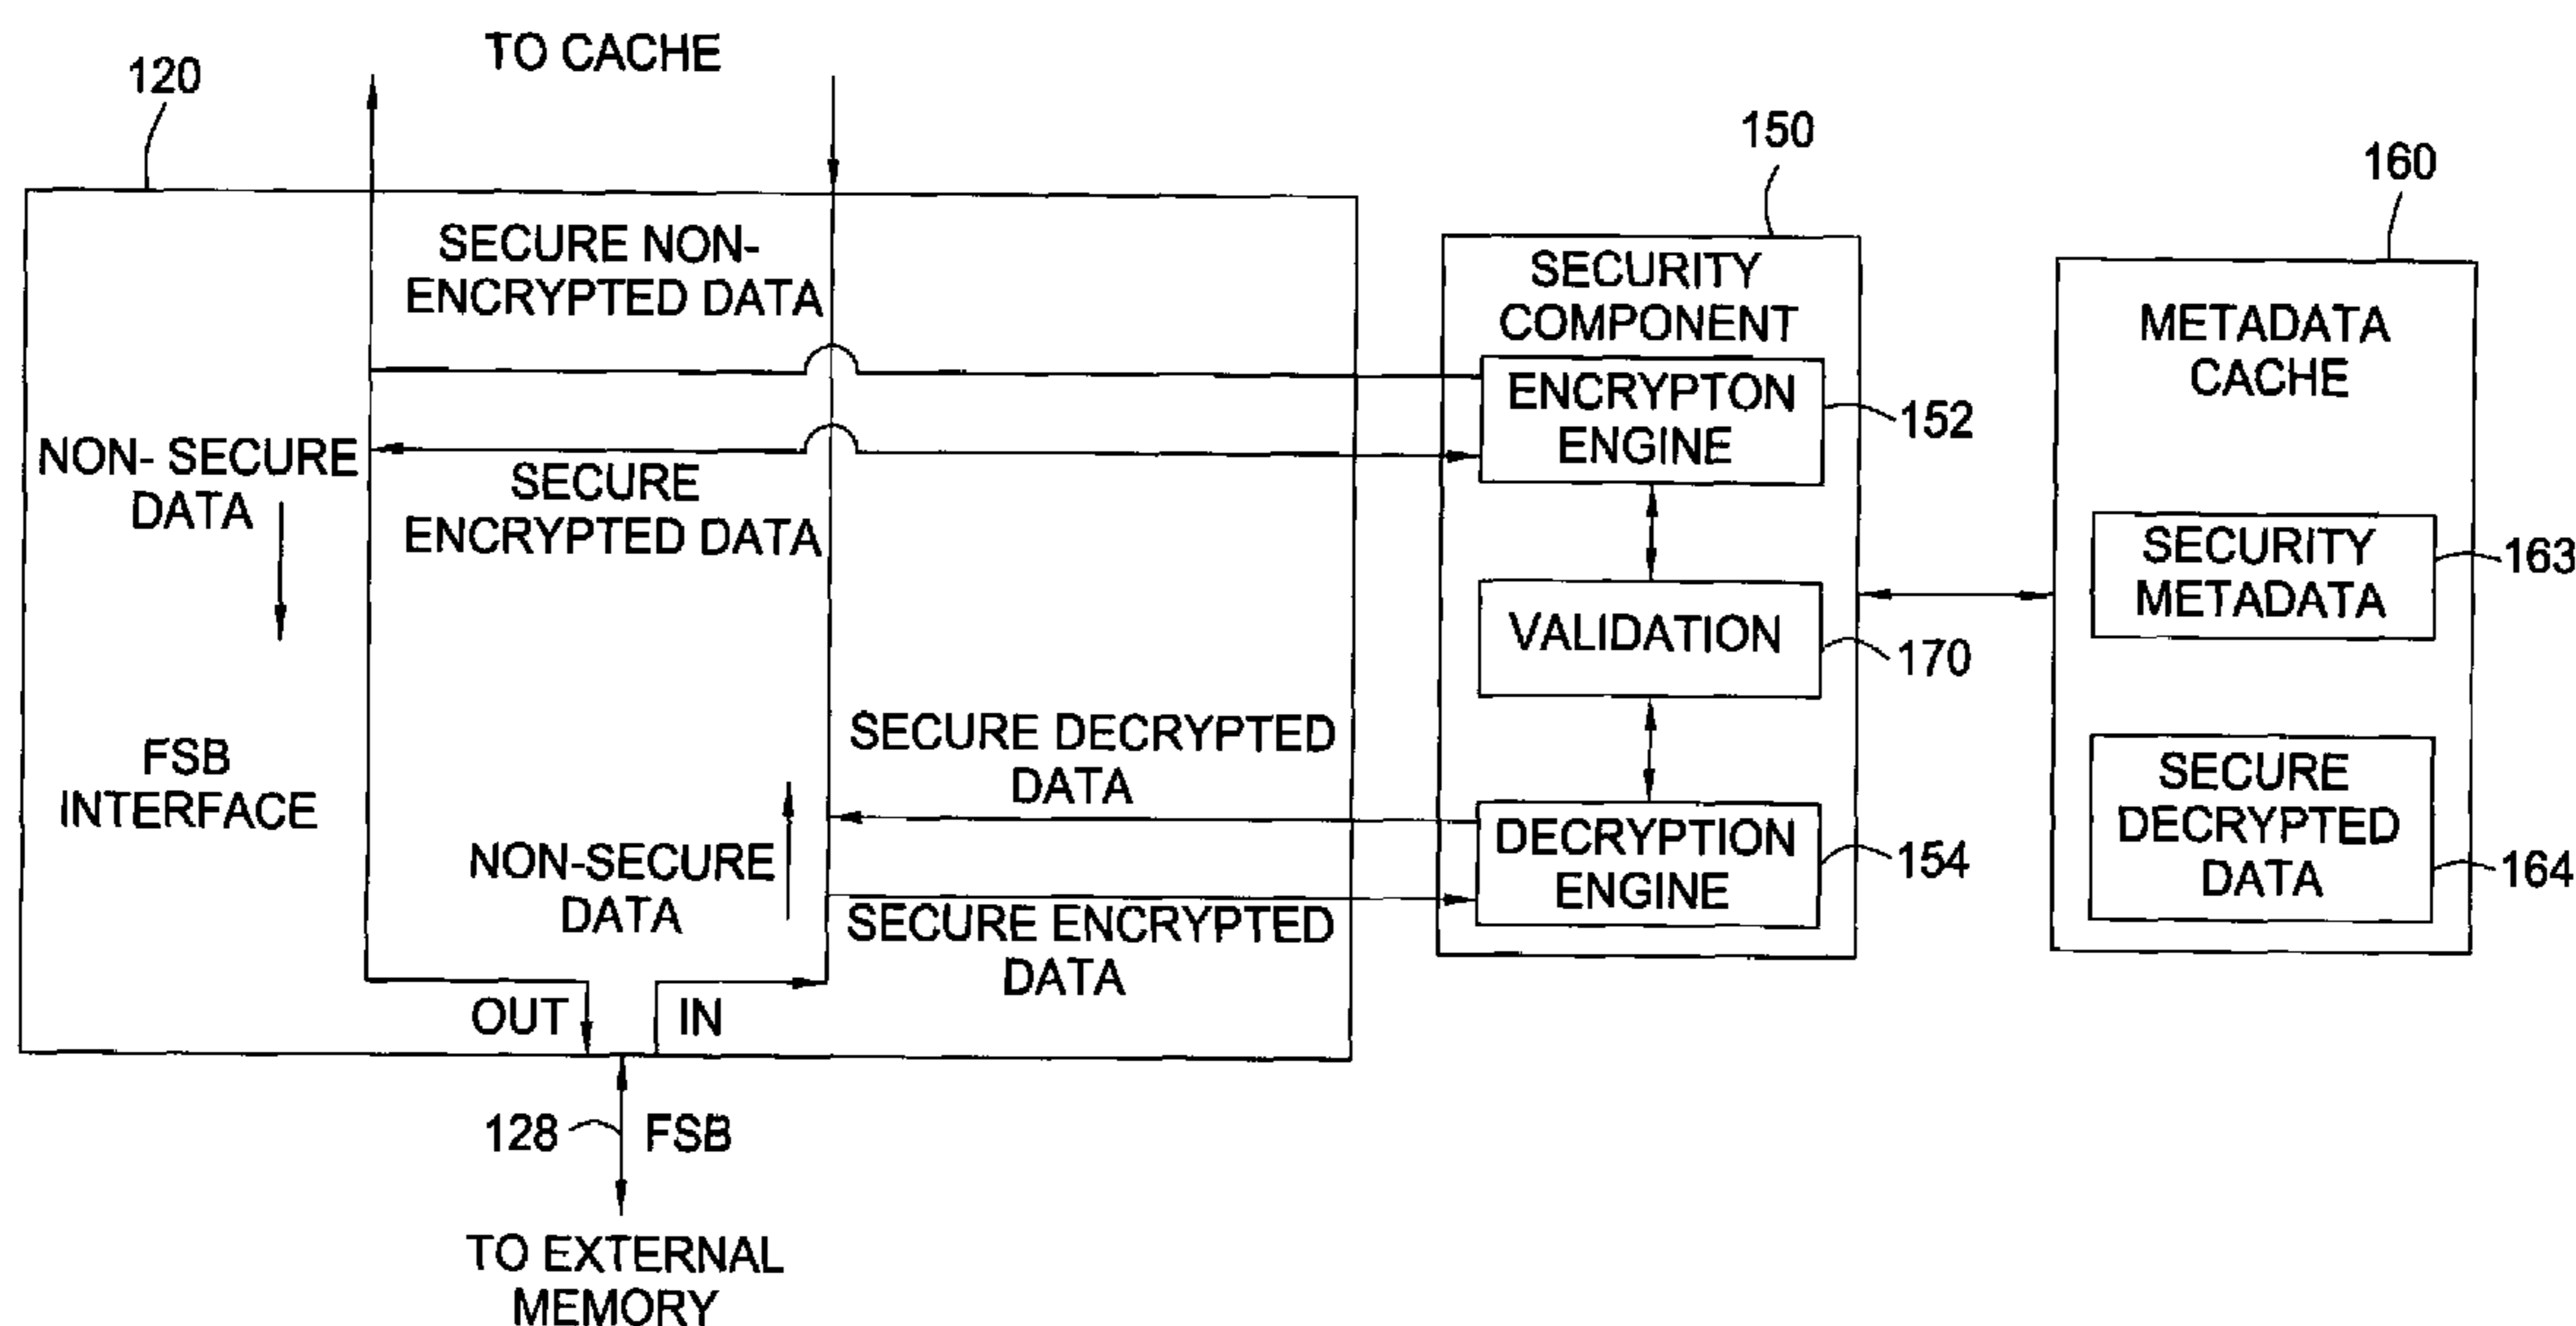 TO CACHE
120
150
160
SECURE NON-
ENCRYPTED DATA
SECURITY
COMPONENT
METADATA
CACHE
ENCRYPTON
ENGINE
152
NON- SECURE
DATA
SECURE
ENCRYPTED DATA
SECURITY
METADATA
163
VALIDATION
170
SECURE DECRYPTED
DATA
FSB
INTERFACE
SECURE
DECRYPTED
DATA
164
DECRYPTION
ENGINE
154
NON-SECURE
DATA
SECURE ENCRYPTED
DATA
OUT
IN
128
FSB
TO EXTERNAL
MEMORY